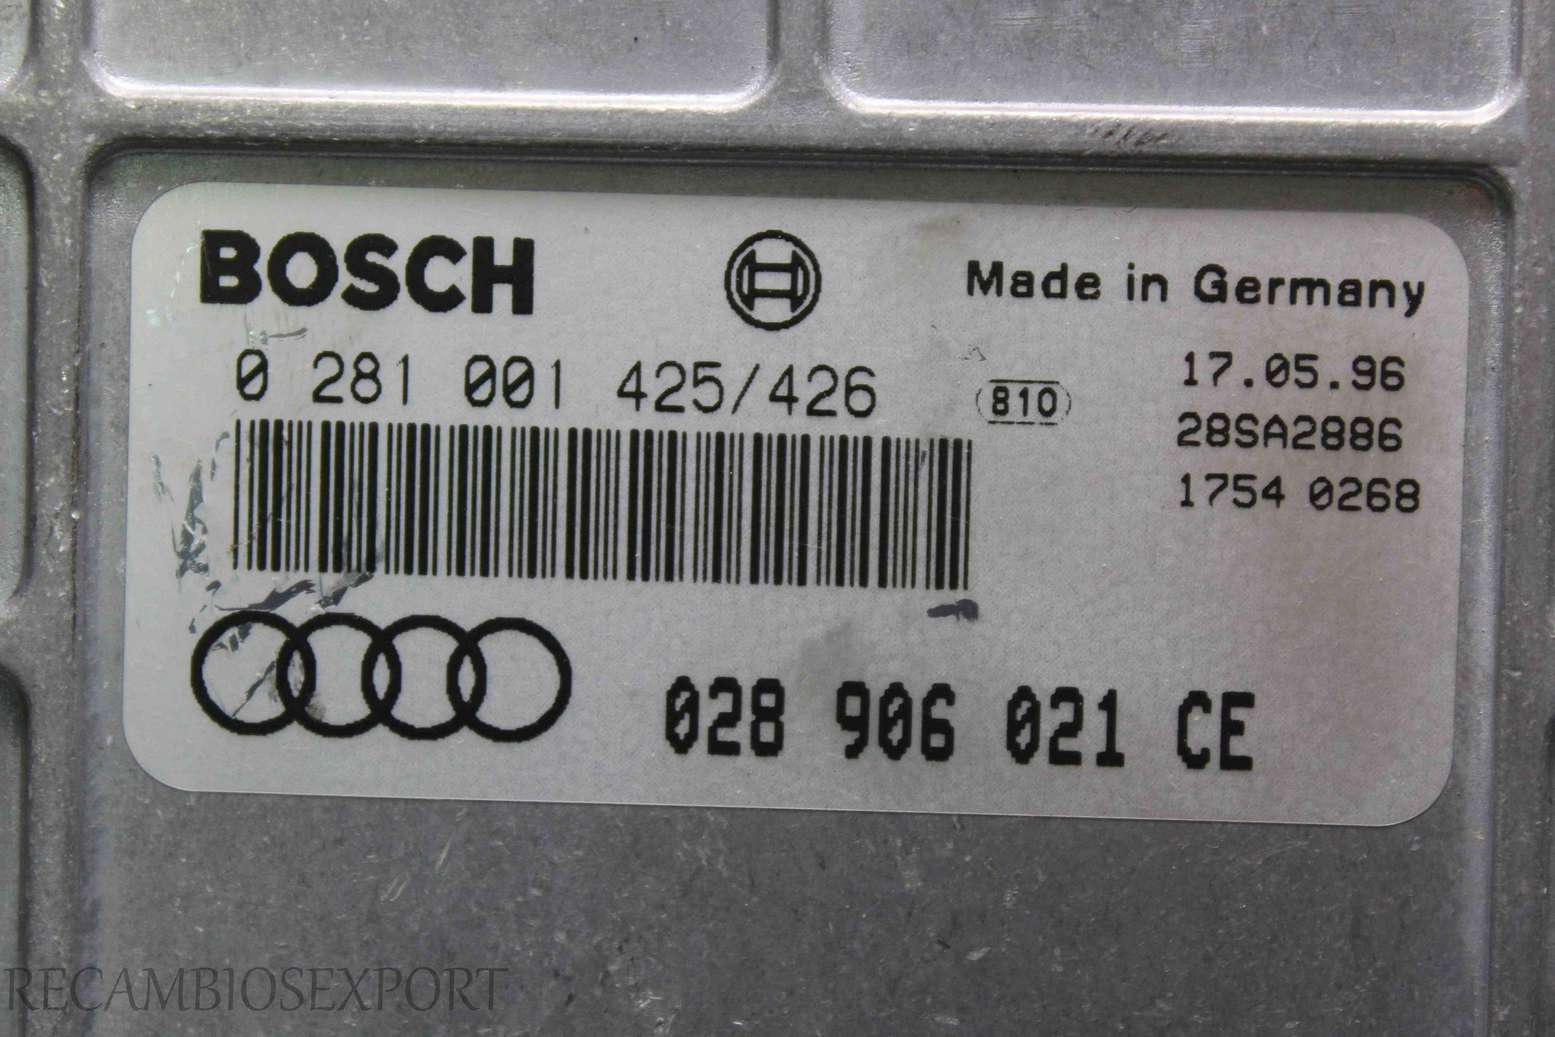 BOSCH
Made in Germany
0 281 001 425/426
810
17.05.96
28SA2886
1754 0268
028 906 021 CE
RECAMBIOSEXPORT